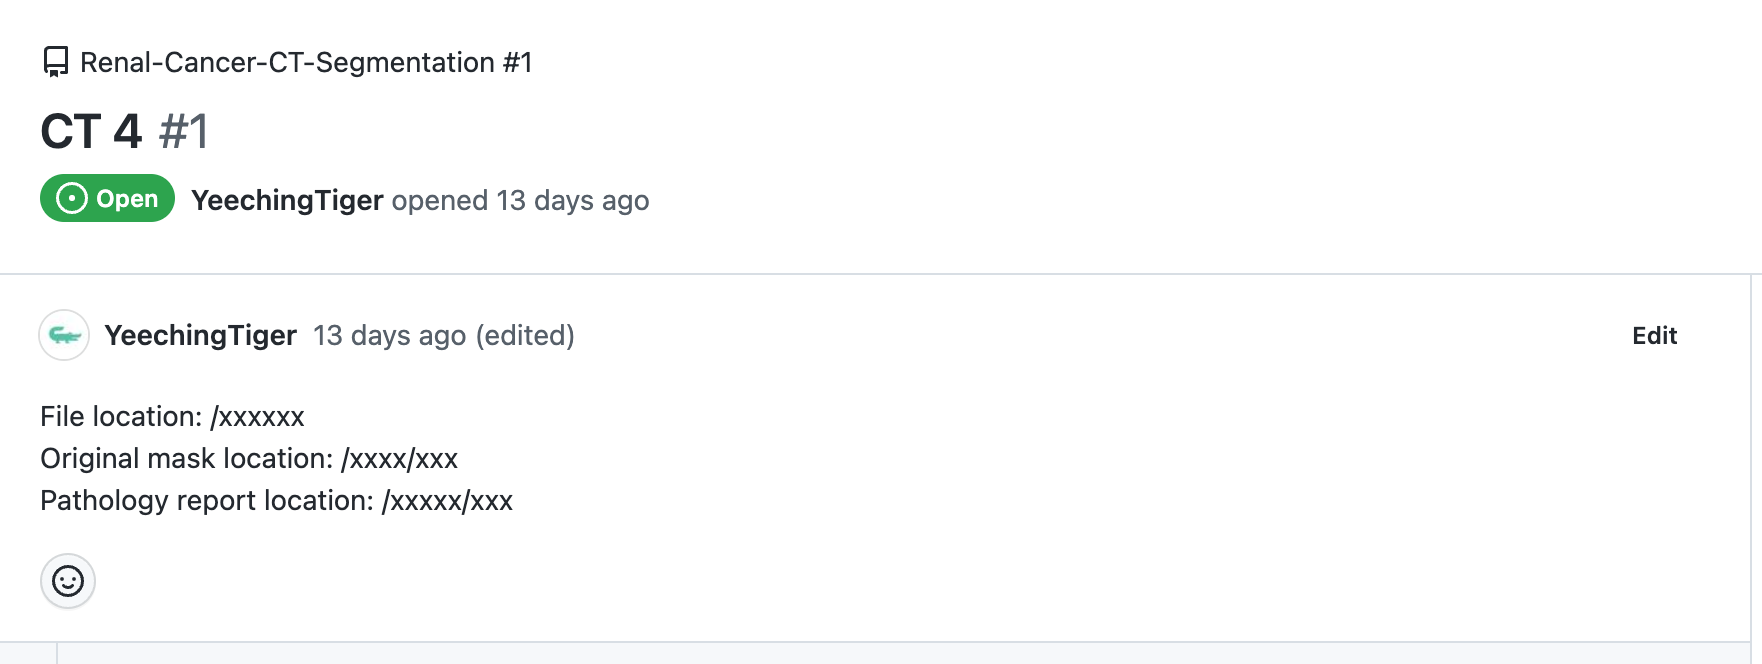 Renal-Cancer-CT-Segmentation #1
CT 4 #1
Open YeechingTiger opened 13 days ago
YeechingTiger 13 days ago (edited) Edit
File location: /xxxxxx
Original mask location: /xxxx/xxx
Pathology report location: /xxxxx/xxx